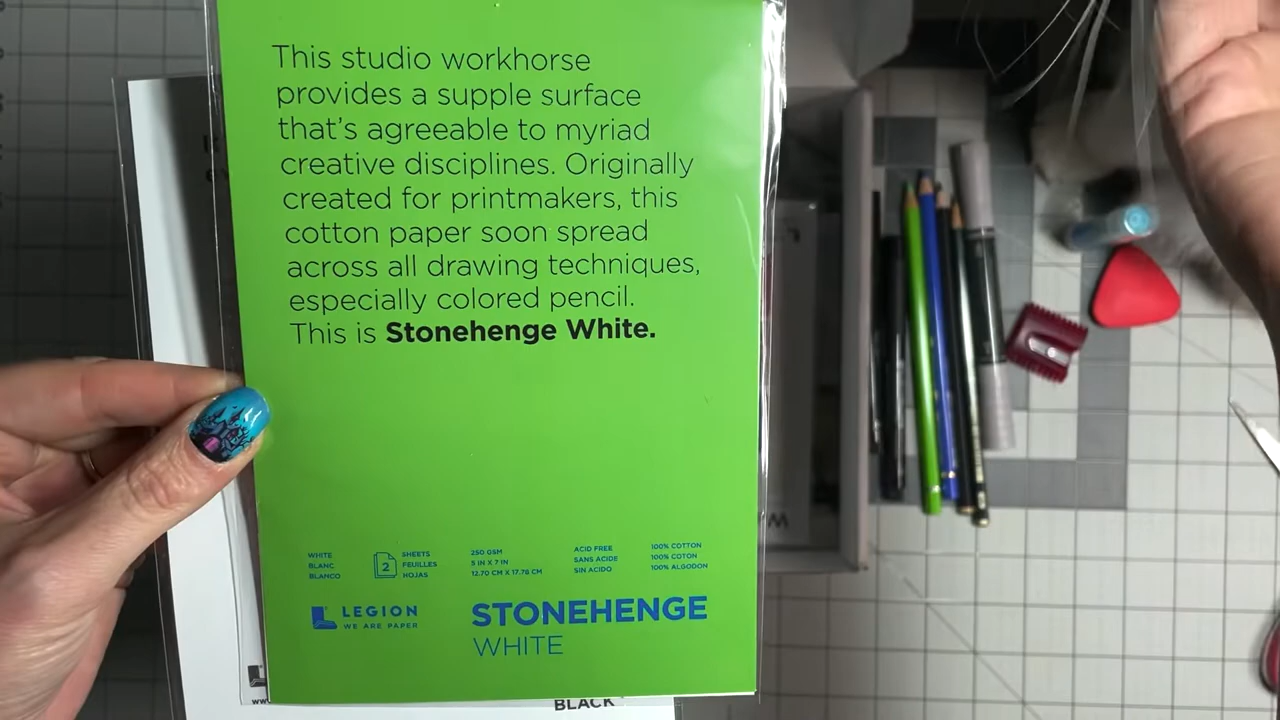 This studio workhorse
provides a supple surface
that's agreeable to myriad
creative disciplines. Originally
created for printmakers, this
cotton paper soon spread
across all drawing techniques,
especially colored pencil.
This is Stonehenge White.
WHITE
BLANC
BLANCO
2
SHEETS
FEUILLES
HOJAS
250 GSM
5 IN X 7 IN
12.70 CM X 17.78 CM
ACID FREE
SANS ACIDE
SIN ACIDO
100% COTTON
100% COTON
100% ALGODON
LEGION
WE ARE PAPER
STONEHENGE
WHITE
BLACK